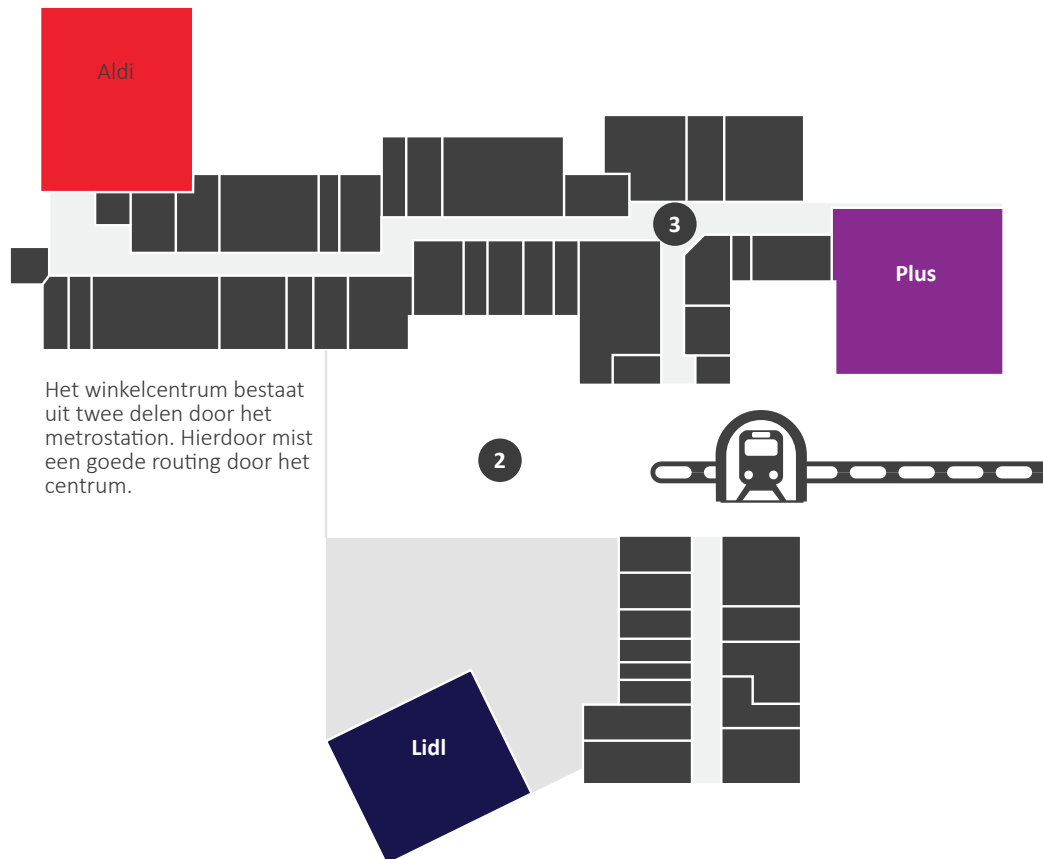 Aldi
3
Plus
Het winkelcentrum bestaat
uit twee delen door het
metrostation. Hierdoor mist
een goede routing door het
centrum.
2
Lidl